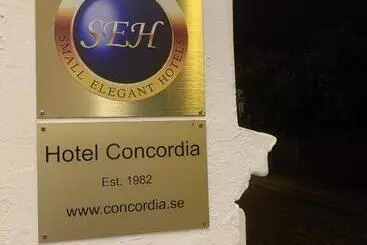 SEH
SMALL ELEGANT HOTELS
Hotel Concordia
Est. 1982
www.concordia.se